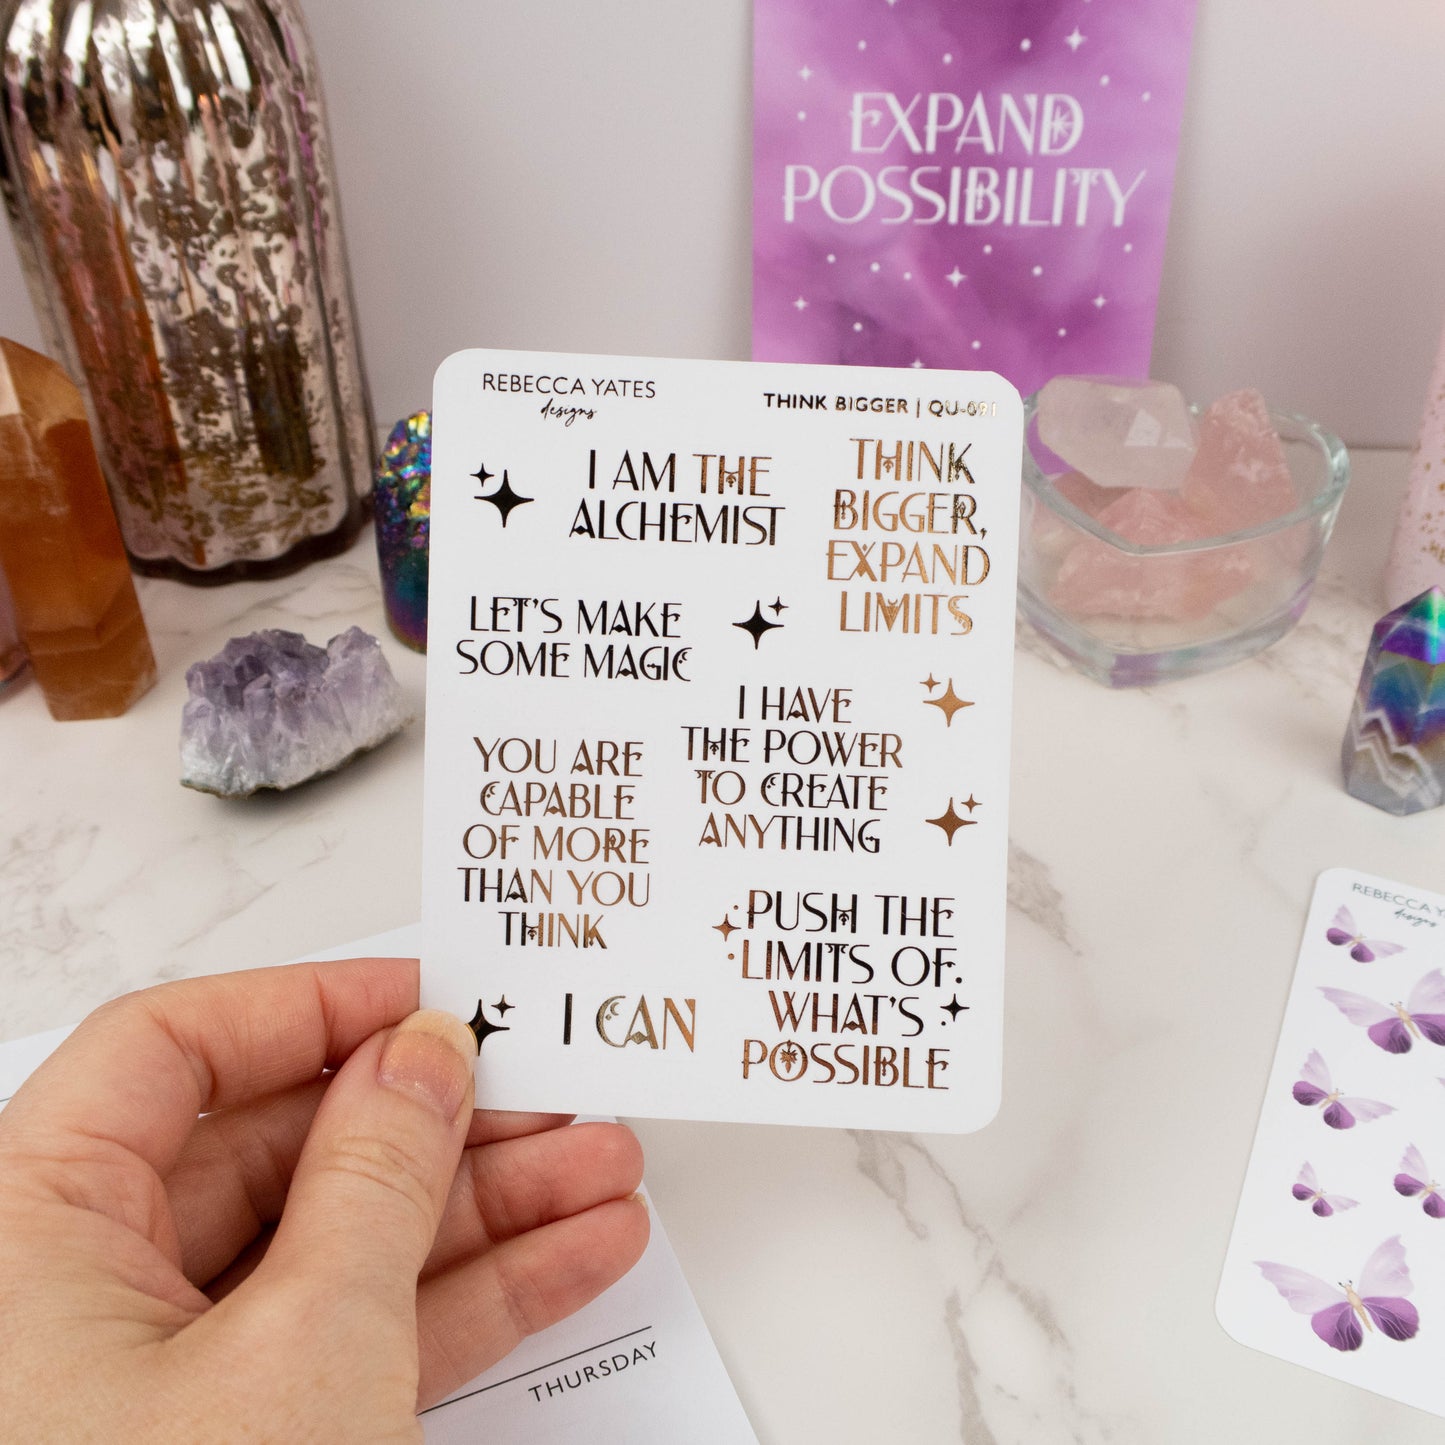 EXPAND
POSSIBILITY
REBECCA YATES
designs
THINK BIGGER | QU-091
I AM THE
ALCHEMIST
THINK
BIGGER,
EXPAND
LIMITS
LET'S MAKE
SOME MAGIC
I HAVE
THE POWER
TO CREATE
ANYTHING
YOU ARE
CAPABLE
OF MORE
THAN YOU
THINK
PUSH THE
LIMITS OF.
WHAT'S
POSSIBLE
I CAN
THURSDAY
REBECCA Y
designs